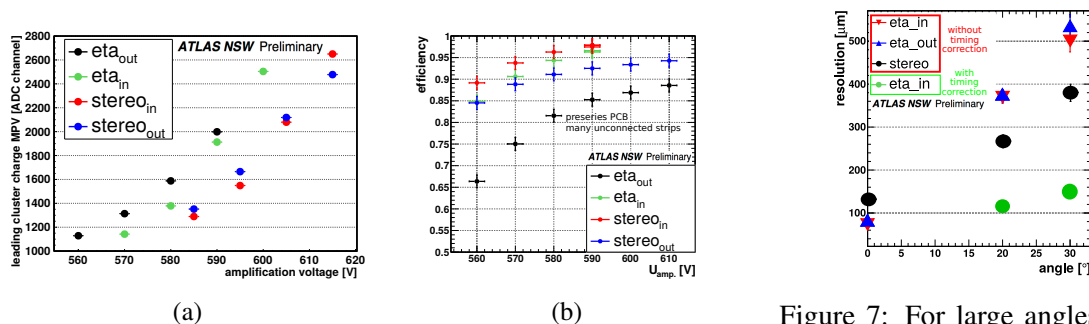 leading cluster charge MPV [ADC channel]
2800
2600
2400
2200
2000
1800
1600
1400
1200
1000
eta_out
eta_in
stereo_in
stereo_out
ATLAS NSW Preliminary
560 570 580 590 600 610 620
amplification voltage [V]
(a)
efficiency
1
0.95
0.9
0.85
0.8
0.75
0.7
0.65
0.6
0.55
0.5
preseries PCB
many unconnected strips
ATLAS NSW Preliminary
eta_out
eta_in
stereo_in
stereo_out
560 570 580 590 600 610
U_amp. [V]
(b)
resolution [μm]
500
400
300
200
100
eta_in
eta_out
stereo
without
timing
correction
eta_in
with
timing
correction
ATLAS NSW Preliminary
0 5 10 15 20 25 30
angle [°]
Figure 7: For large angle